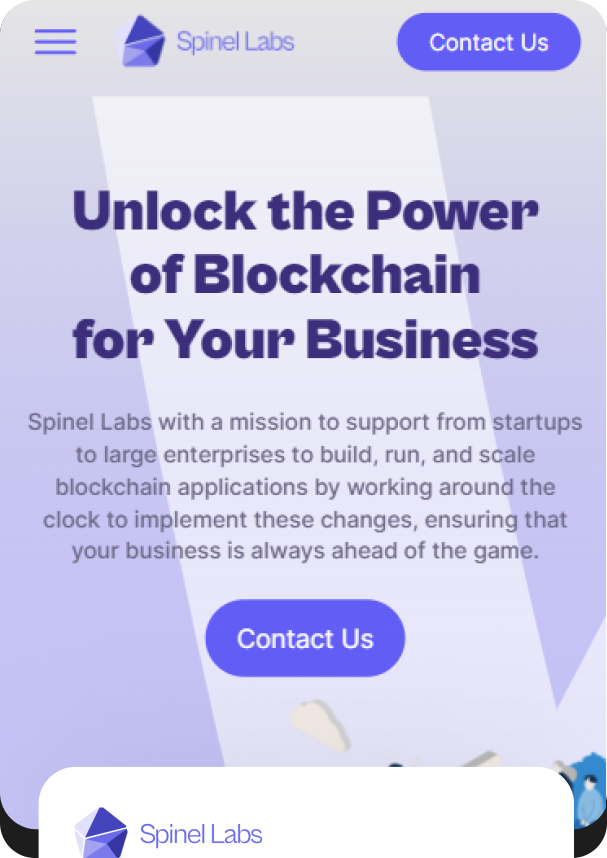 Spinel Labs
Contact Us
Unlock the Power
of Blockchain
for Your Business
Spinel Labs with a mission to support from startups
to large enterprises to build, run, and scale
blockchain applications by working around the
clock to implement these changes, ensuring that
your business is always ahead of the game.
Contact Us
Spinel Labs